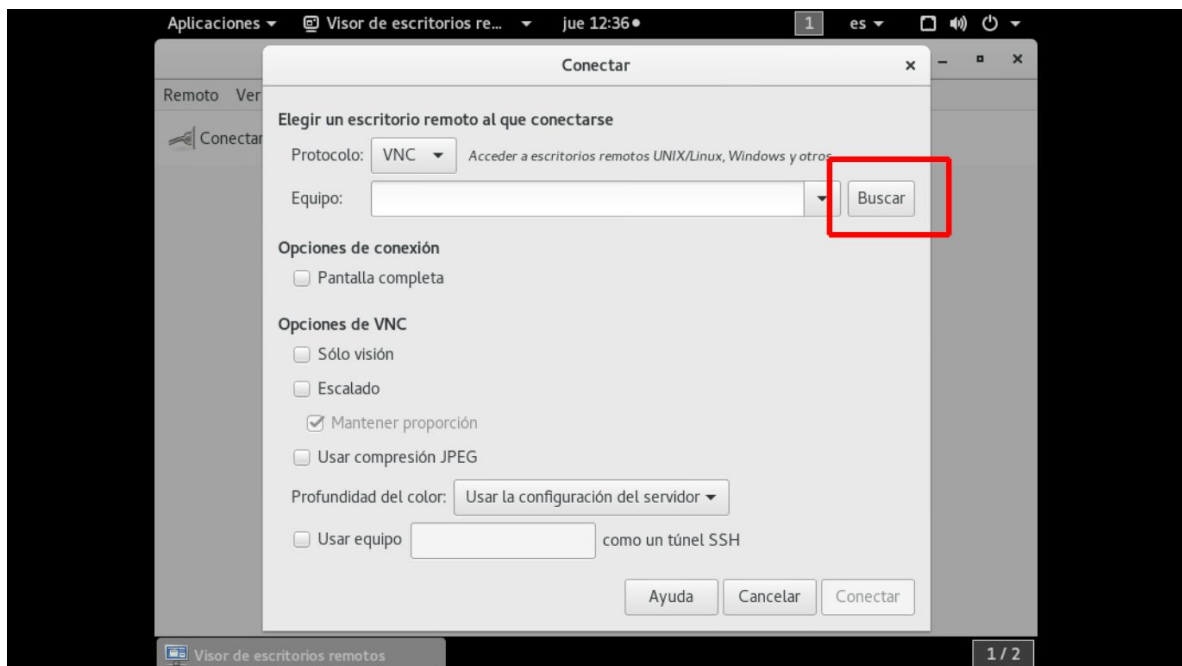 Aplicaciones Visor de escritorios re... jue 12:36 1 es
Conectar
Remoto Ver
Conectar
Elegir un escritorio remoto al que conectarse
Protocolo: VNC Acceder a escritorios remotos UNIX/Linux, Windows y otros
Equipo: Buscar
Opciones de conexión
Pantalla completa
Opciones de VNC
Sólo visión
Escalado
Mantener proporción
Usar compresión JPEG
Profundidad del color: Usar la configuración del servidor
Usar equipo como un túnel SSH
Ayuda Cancelar Conectar
Visor de escritorios remotos 1 / 2